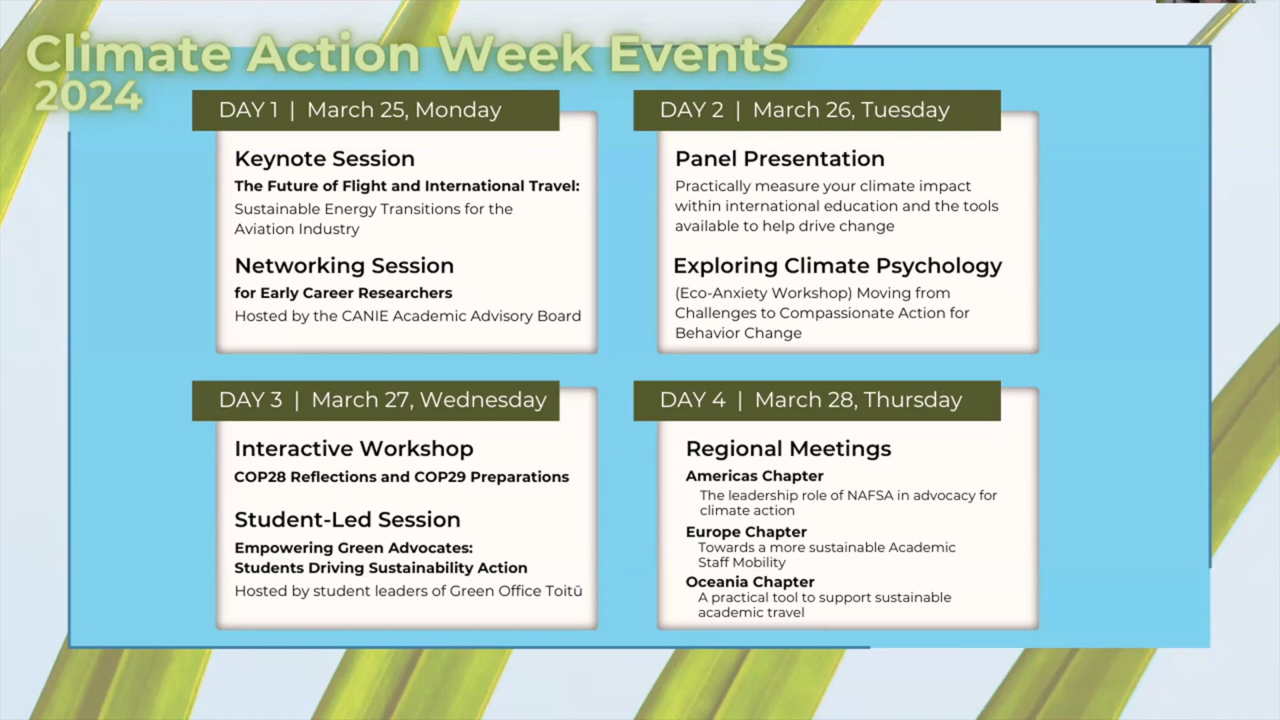 Climate Action Week Events
2024
DAY 1 | March 25, Monday
Keynote Session
The Future of Flight and International Travel:
Sustainable Energy Transitions for the
Aviation Industry
Networking Session
for Early Career Researchers
Hosted by the CANIE Academic Advisory Board
DAY 2 | March 26, Tuesday
Panel Presentation
Practically measure your climate impact
within international education and the tools
available to help drive change
Exploring Climate Psychology
(Eco-Anxiety Workshop) Moving from
Challenges to Compassionate Action for
Behavior Change
DAY 3 | March 27, Wednesday
Interactive Workshop
COP28 Reflections and COP29 Preparations
Student-Led Session
Empowering Green Advocates:
Students Driving Sustainability Action
Hosted by student leaders of Green Office Toitū
DAY 4 | March 28, Thursday
Regional Meetings
Americas Chapter
The leadership role of NAFSA in advocacy for
climate action
Europe Chapter
Towards a more sustainable Academic
Staff Mobility
Oceania Chapter
A practical tool to support sustainable
academic travel